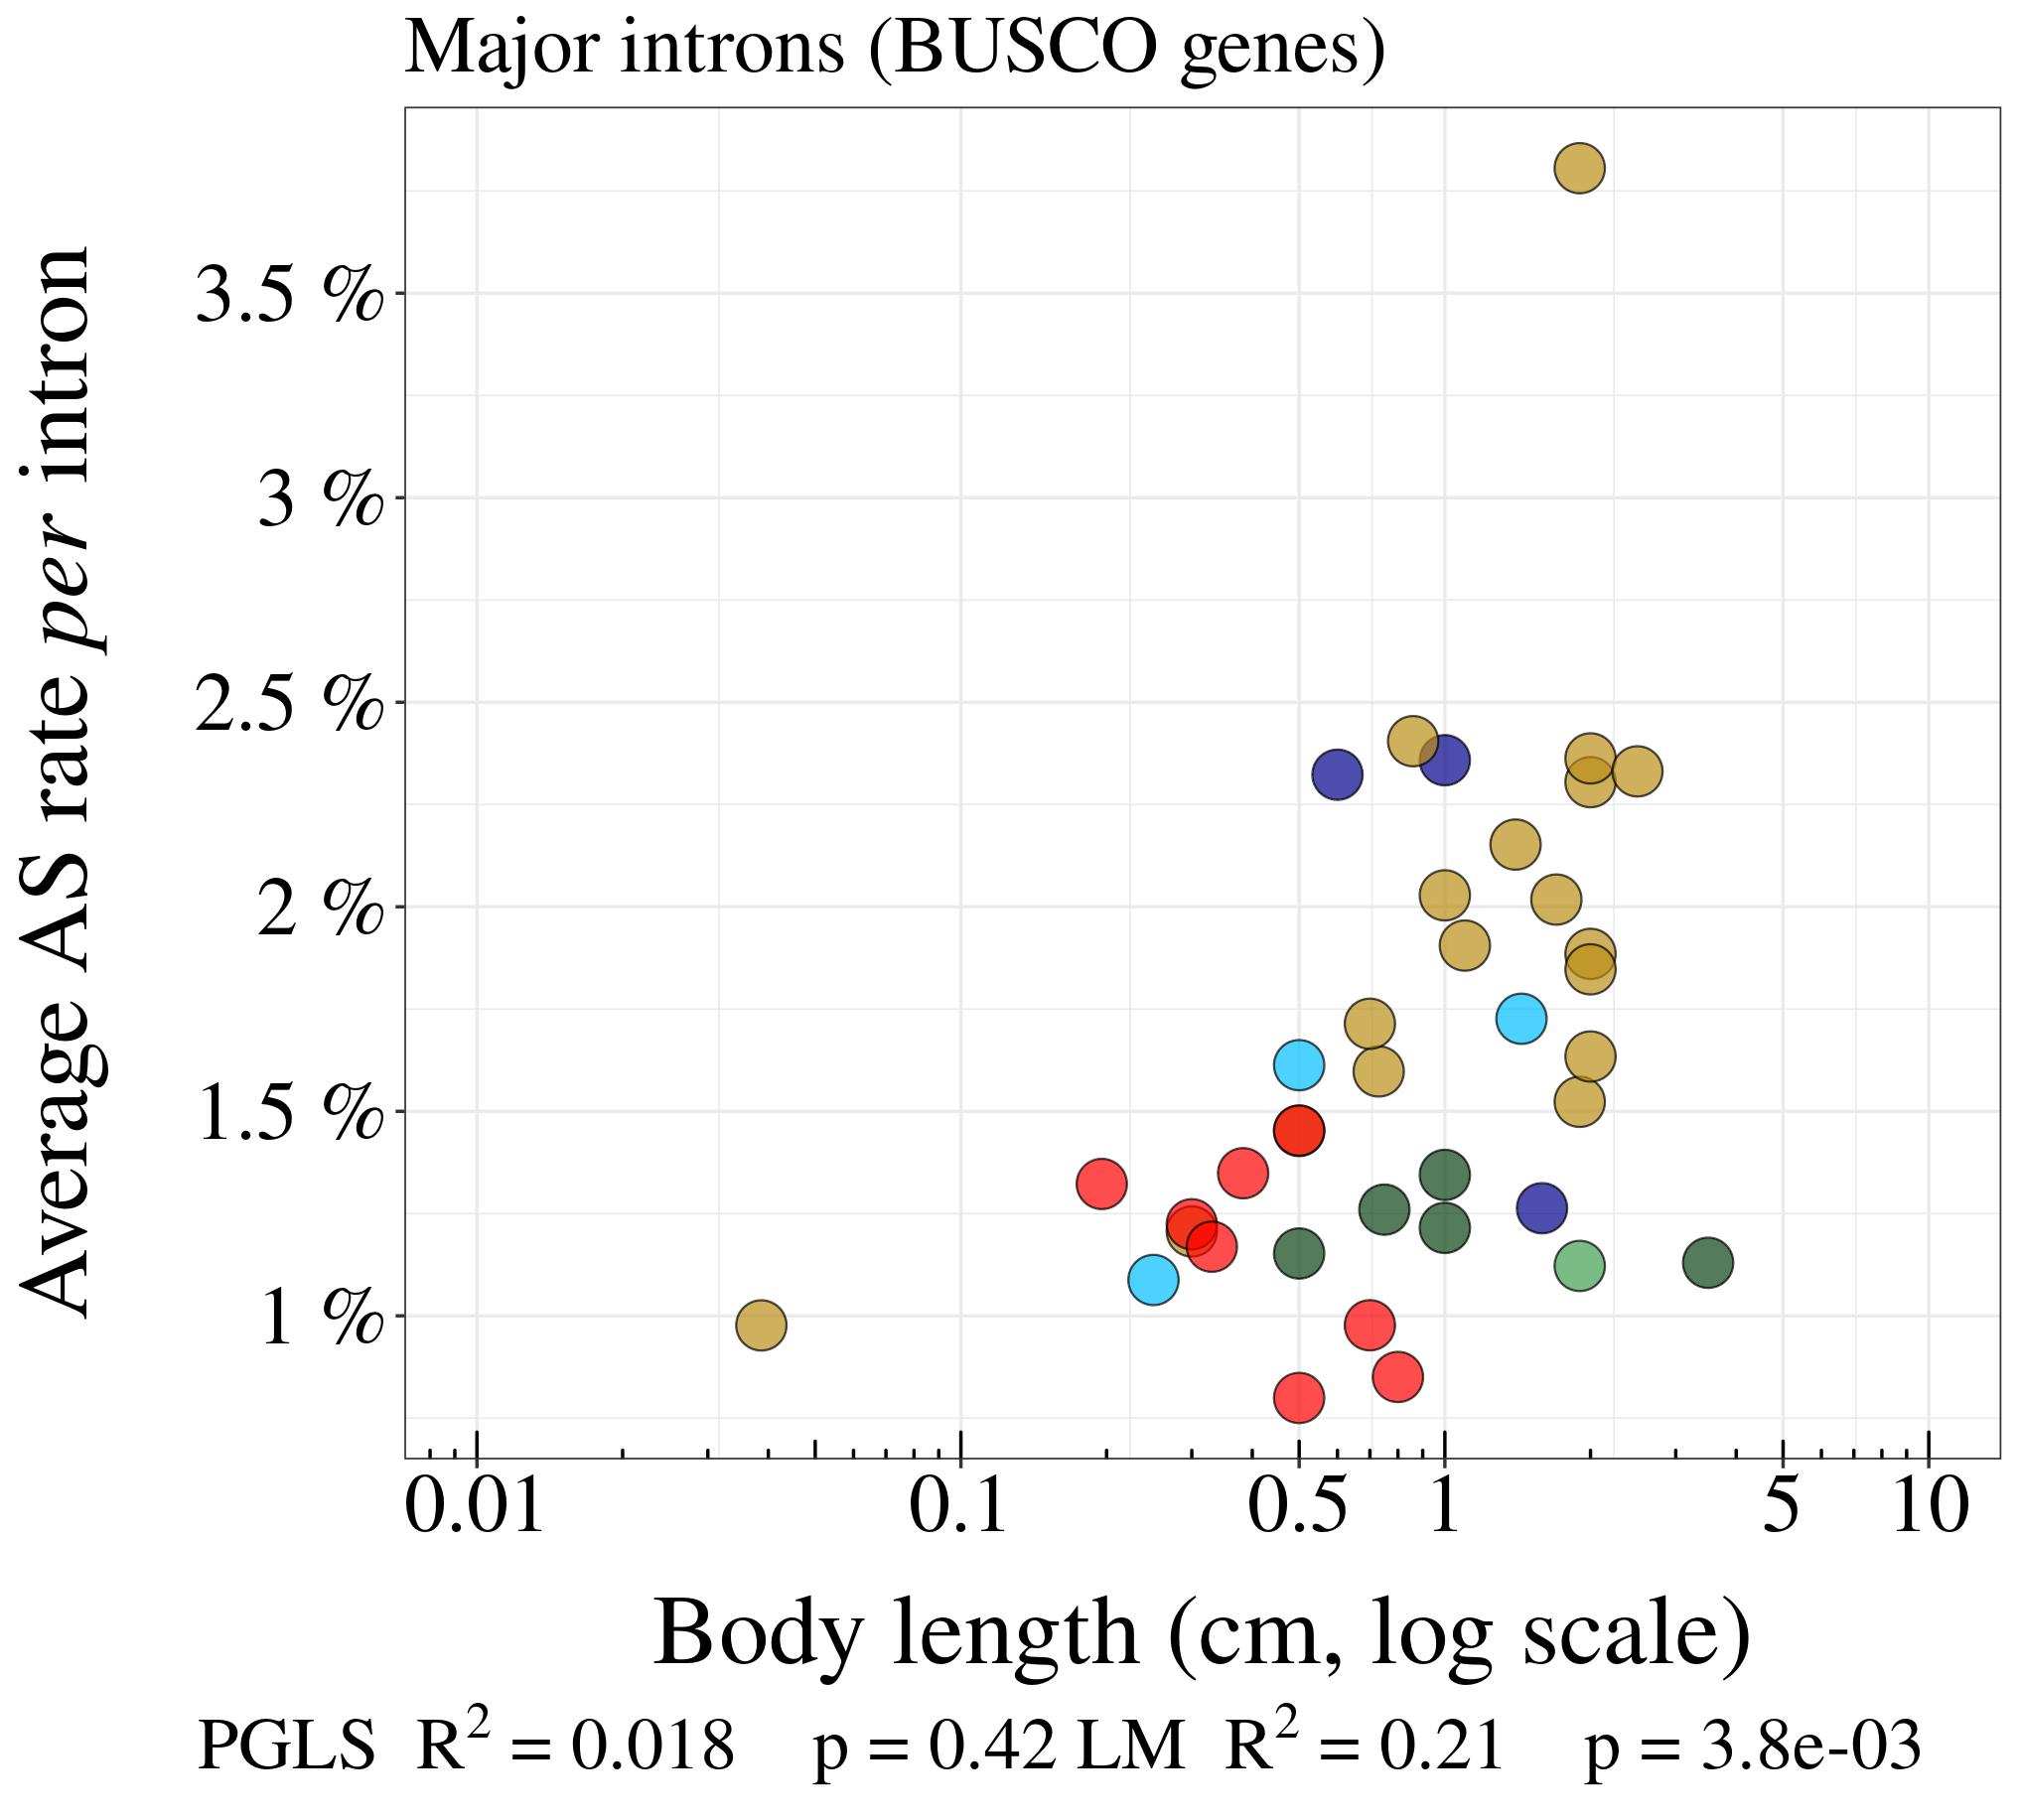 Major introns (BUSCO genes)
Average AS rate per intron
3.5 %
3 %
2.5 %
2 %
1.5 %
1 %
0.01 0.1 0.5 1 5 10
Body length (cm, log scale)
PGLS R² = 0.018 p = 0.42 LM R² = 0.21 p = 3.8e-03